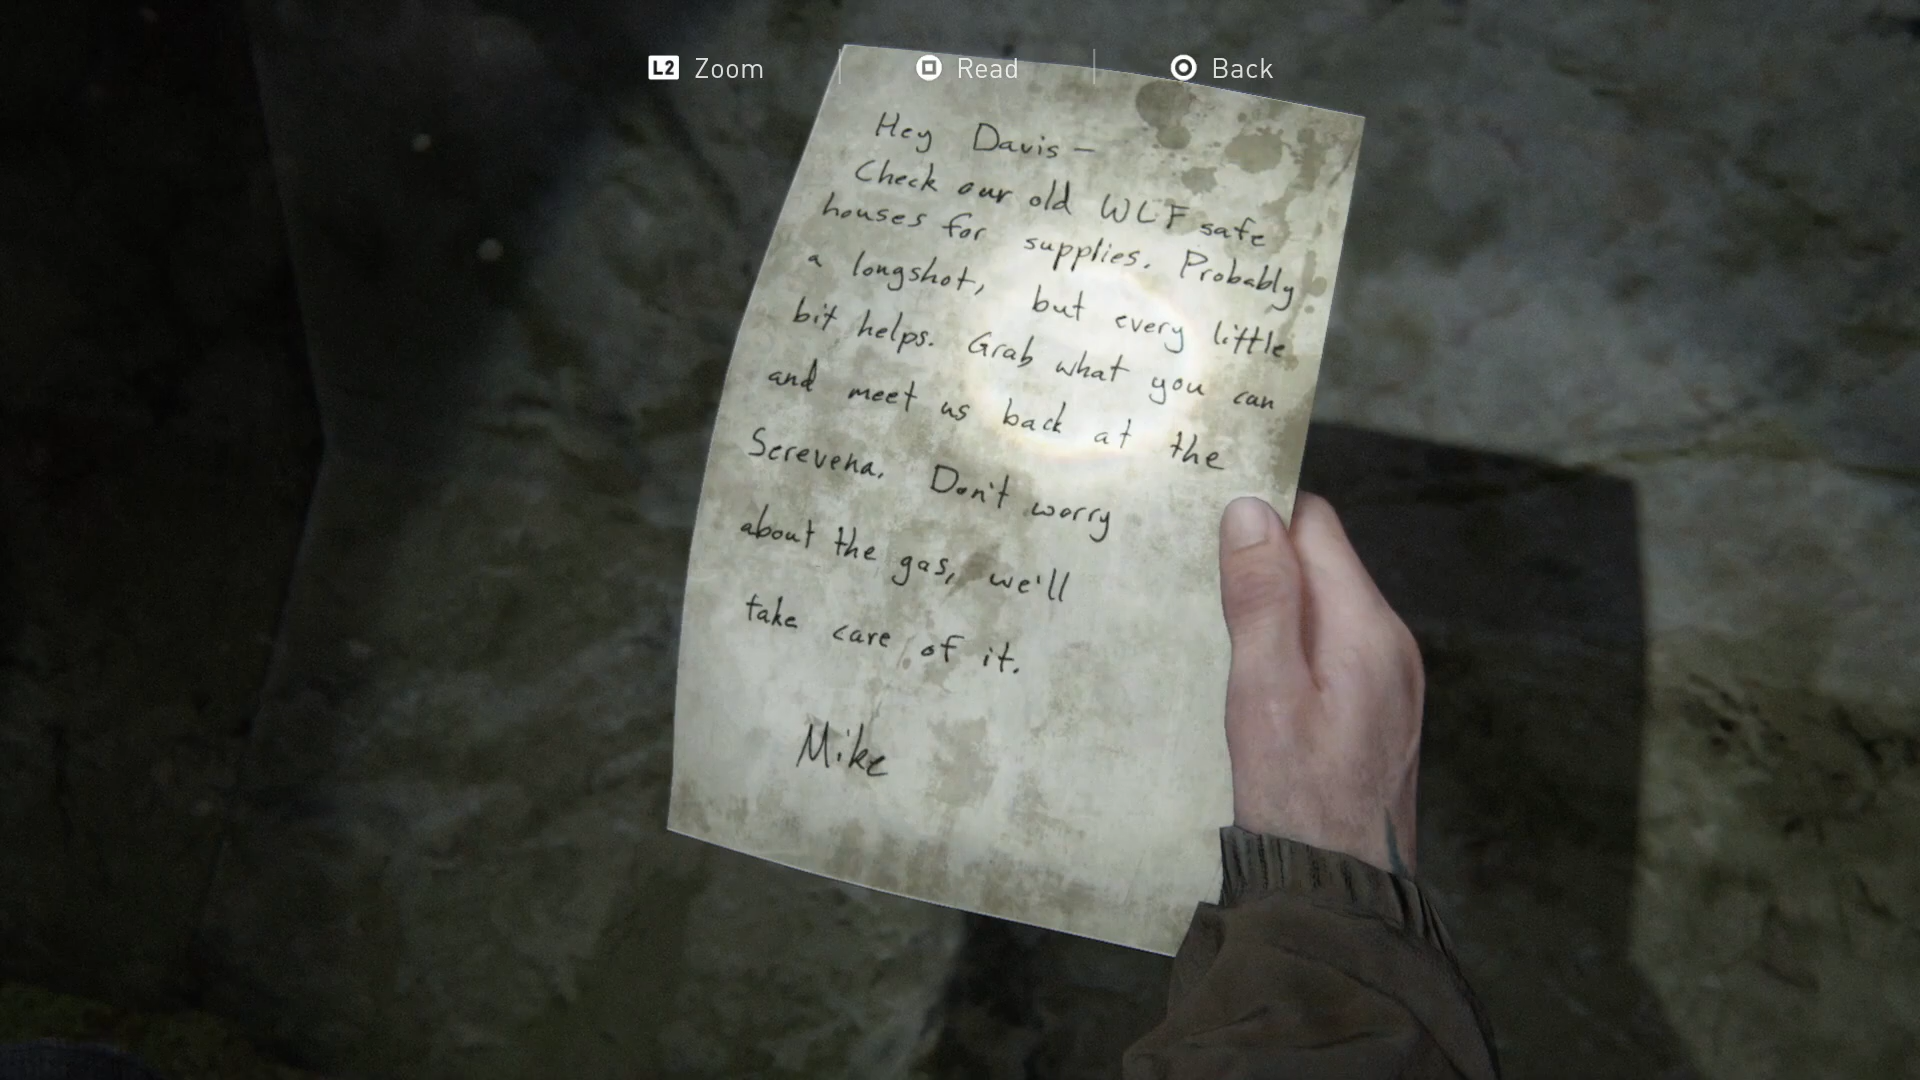 L2 Zoom Read Back
Hey Davis –
Check our old WLF safe
houses for supplies. Probably
a longshot, but every little
bit helps. Grab what you can
and meet us back at the
Serevena. Don't worry
about the gas, we'll
take care of it.
Mike